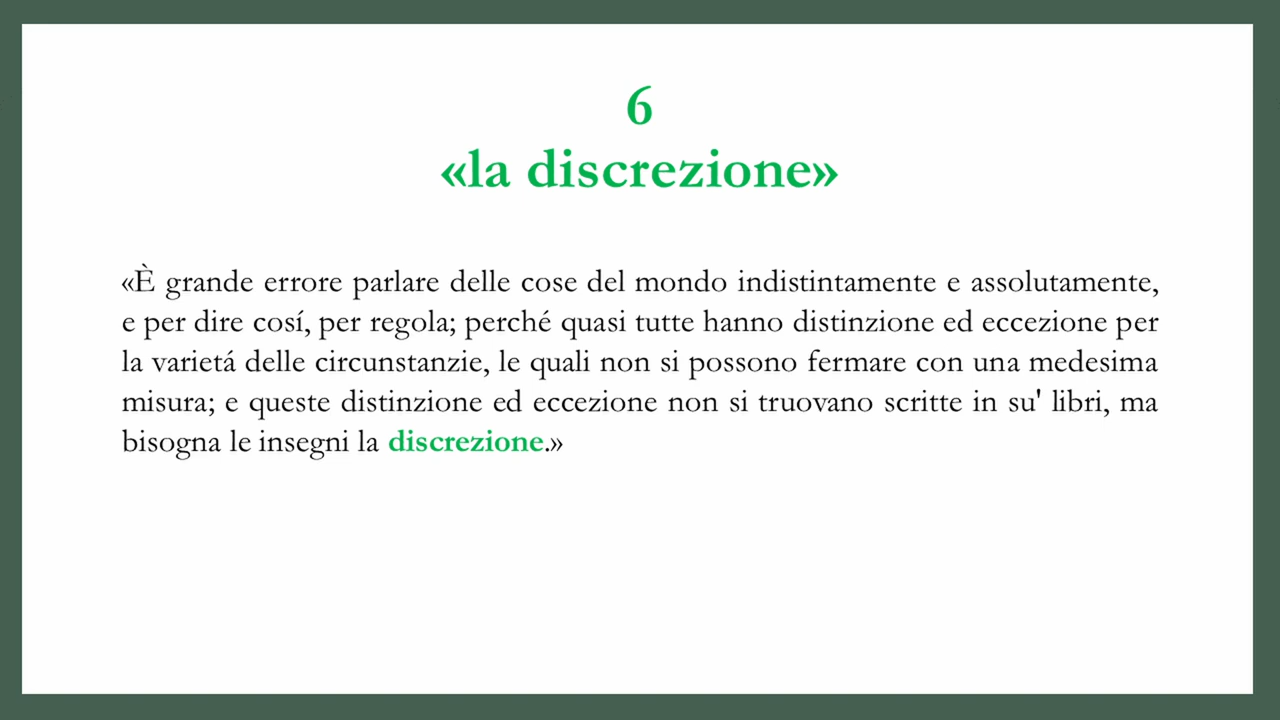 6
«la discrezione»
«È grande errore parlare delle cose del mondo indistintamente e assolutamente,
e per dire cosí, per regola; perché quasi tutte hanno distinzione ed eccezione per
la varietá delle circunstanzie, le quali non si possono fermare con una medesima
misura; e queste distinzione ed eccezione non si truovano scritte in su' libri, ma
bisogna le insegni la discrezione.»